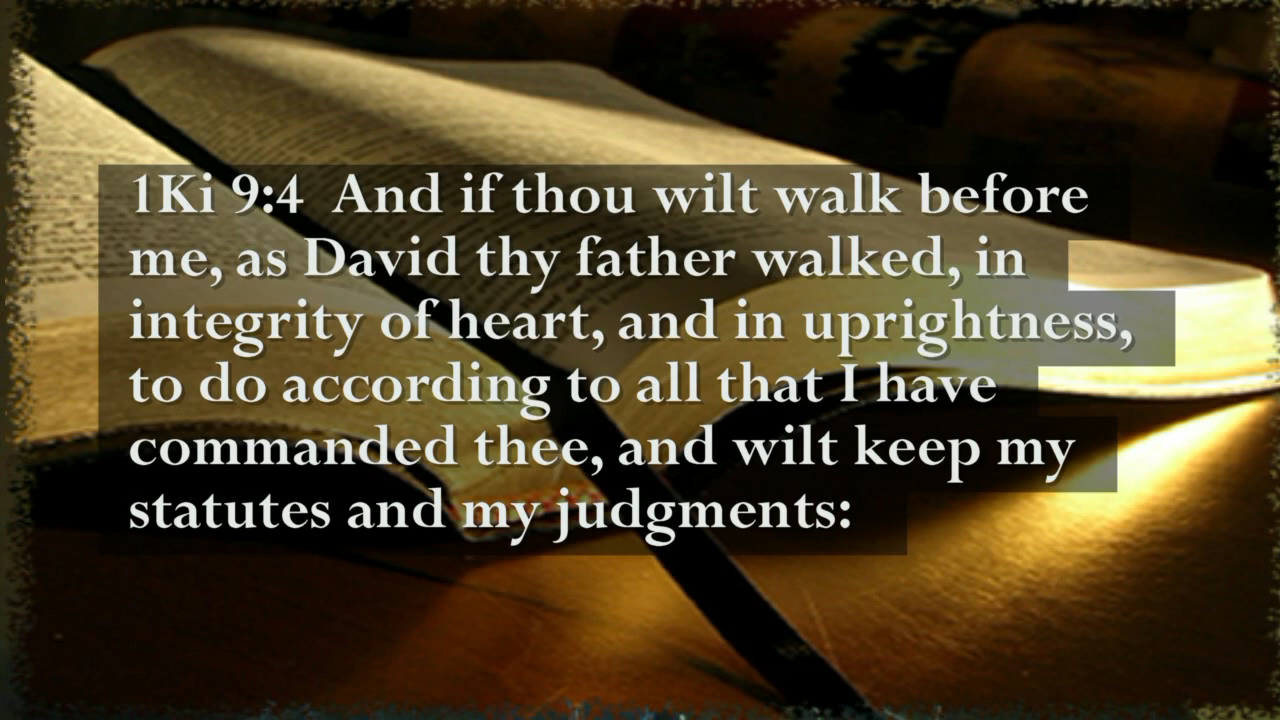 1Ki 9:4  And if thou wilt walk before
me, as David thy father walked, in
integrity of heart, and in uprightness,
to do according to all that I have
commanded thee, and wilt keep my
statutes and my judgments: